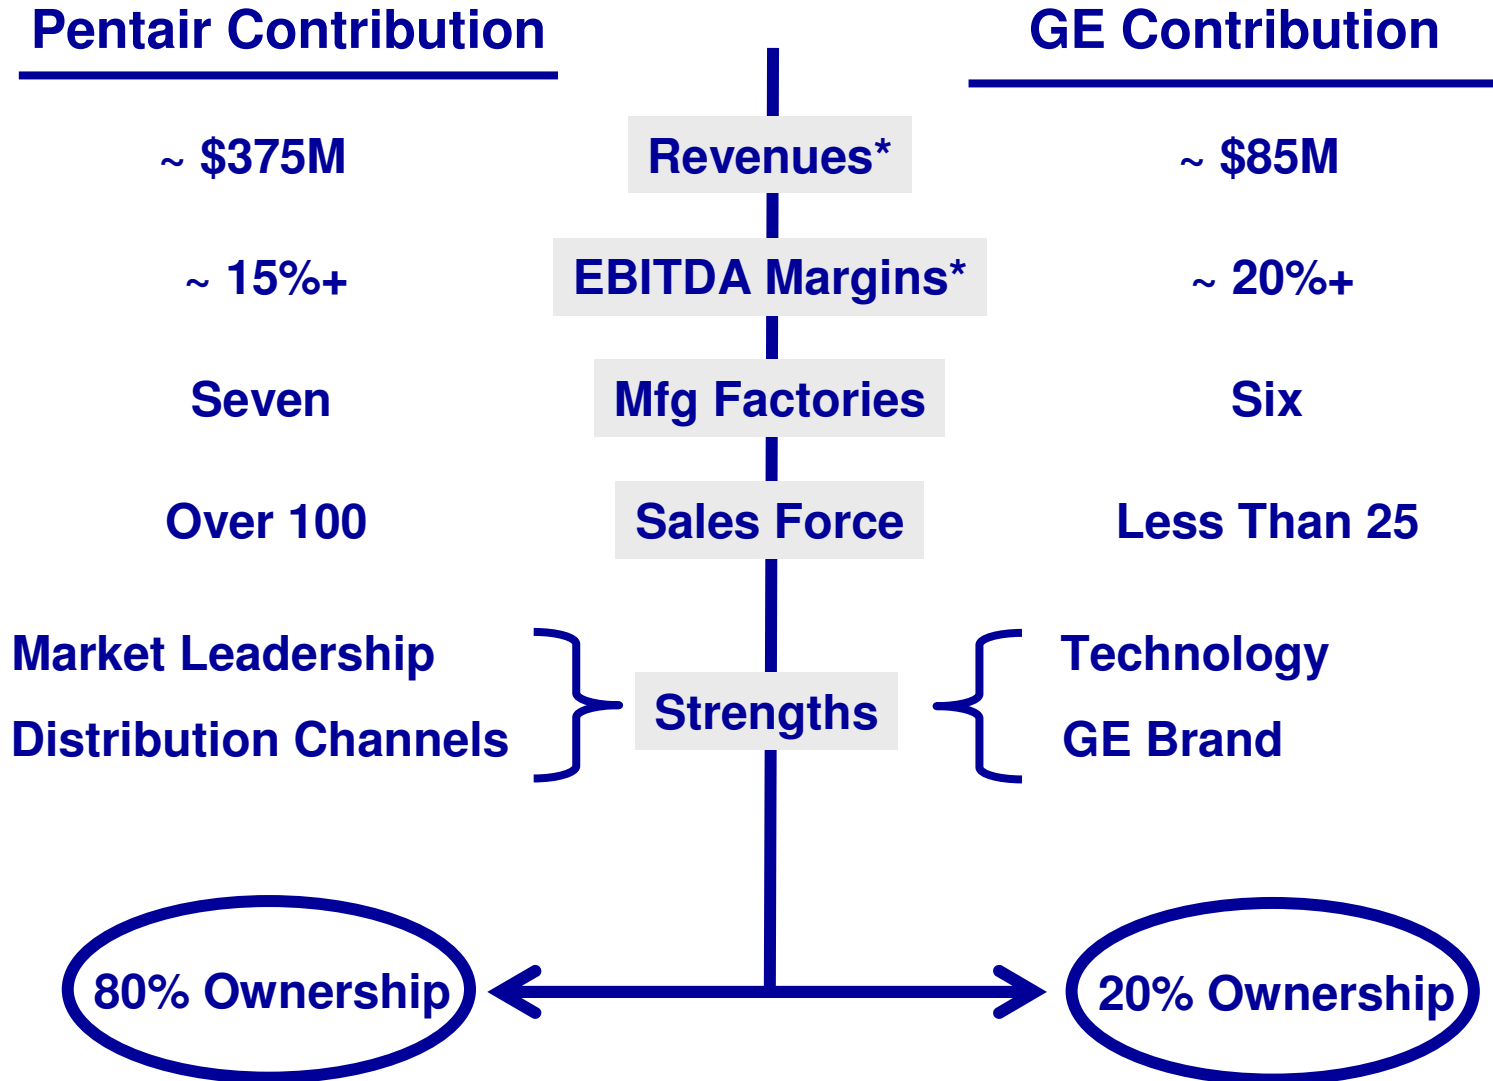 Pentair Contribution
GE Contribution
~ $375M
Revenues*
~ $85M
~ 15%+
EBITDA Margins*
~ 20%+
Seven
Mfg Factories
Six
Over 100
Sales Force
Less Than 25
Market Leadership
Distribution Channels
Strengths
Technology
GE Brand
80% Ownership
20% Ownership